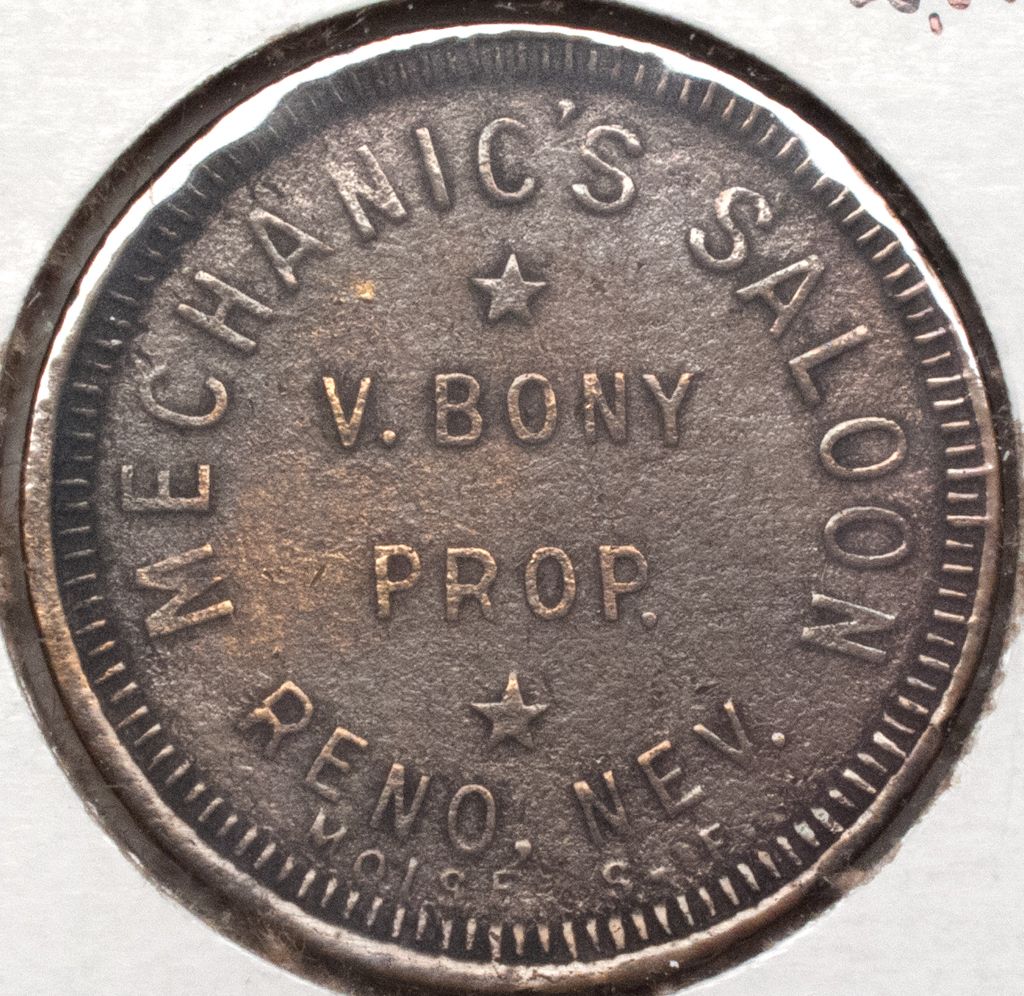 MECHANIC'S SALOON
V. BONY
PROP.
RENO, NEV.